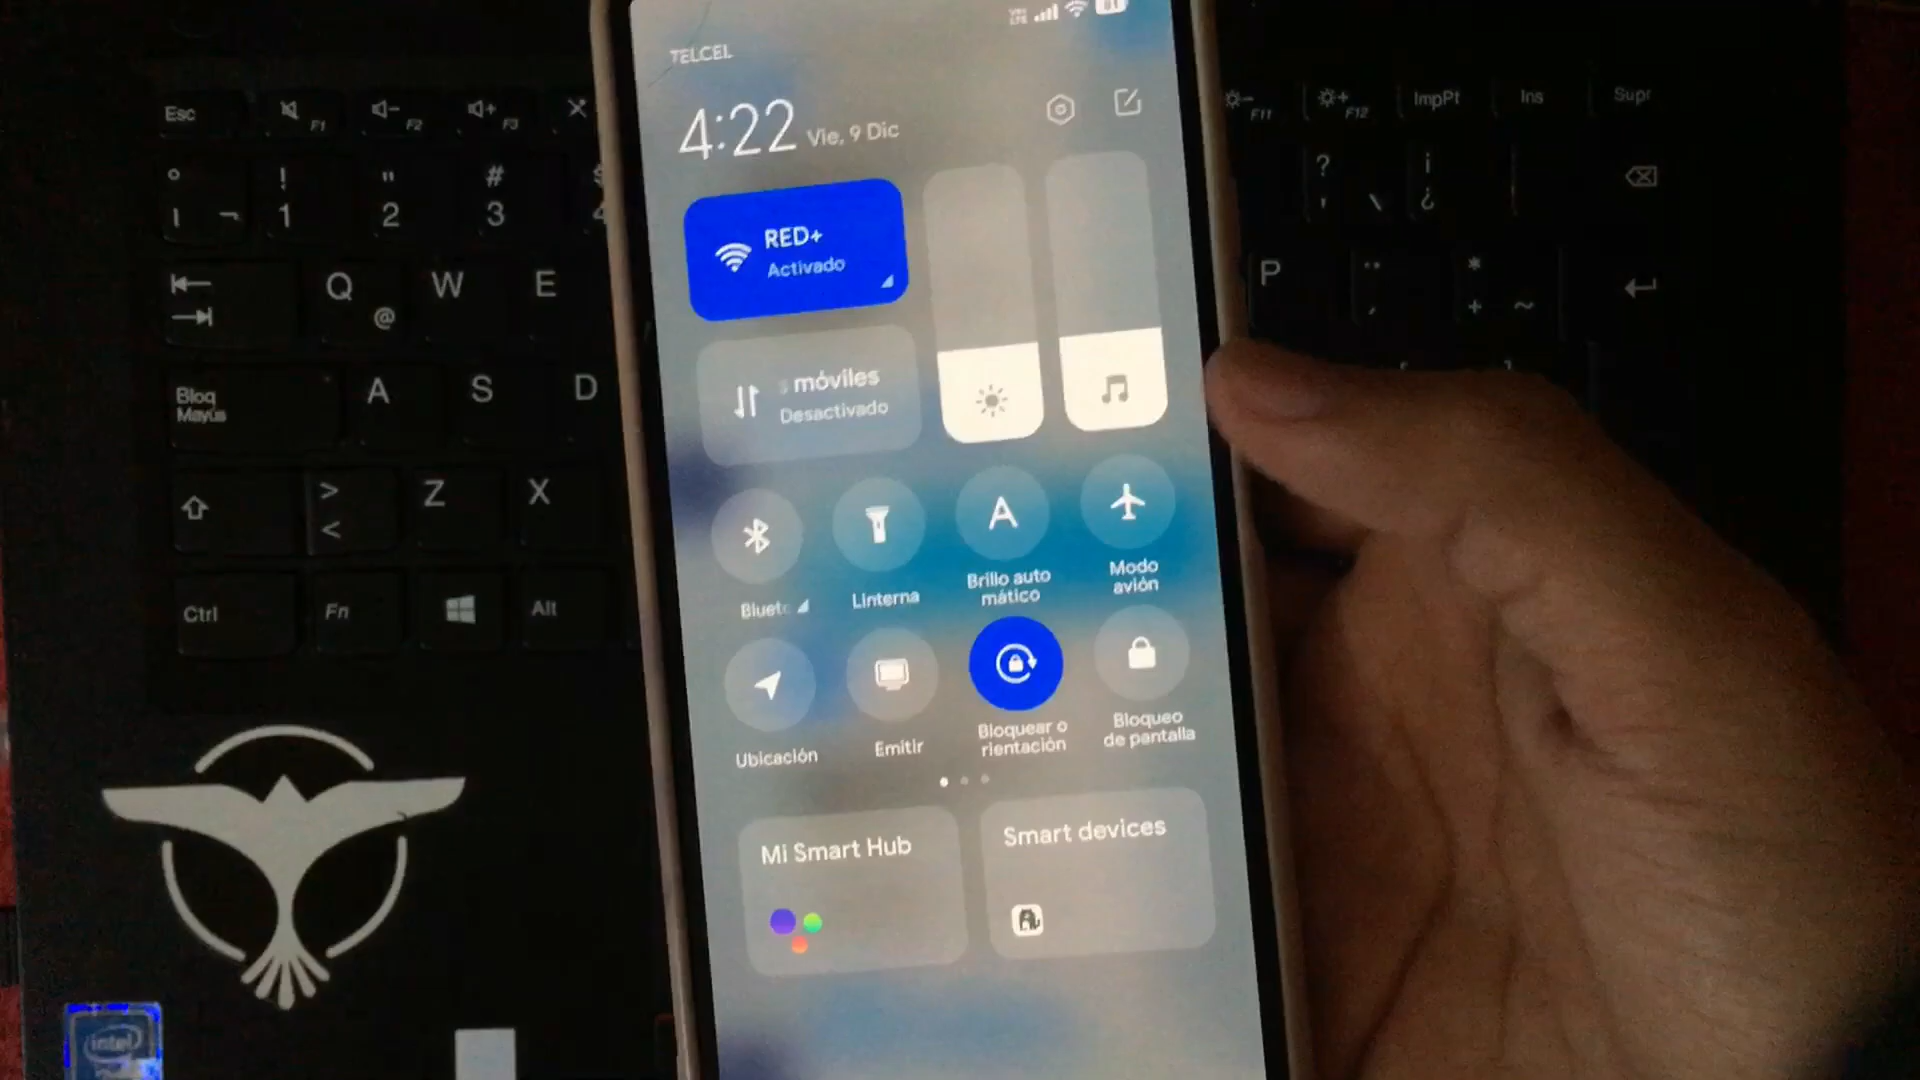 TELCEL
4:22 Vie, 9 Dic
RED+
Activado
móviles
Desactivado
Bluet
Linterna
Brillo auto
mático
Modo
avión
Ubicación
Emitir
Bloquear o
rientación
Bloqueo
de pantalla
Mi Smart Hub
Smart devices
Esc
F1
F2
F3
F11
F12
ImpPt
Ins
Supr
! " #
1 2 3
Q W E
@
P
Bloq
Mayús
A S D
> <
Z X
Ctrl
Fn
Alt
intel